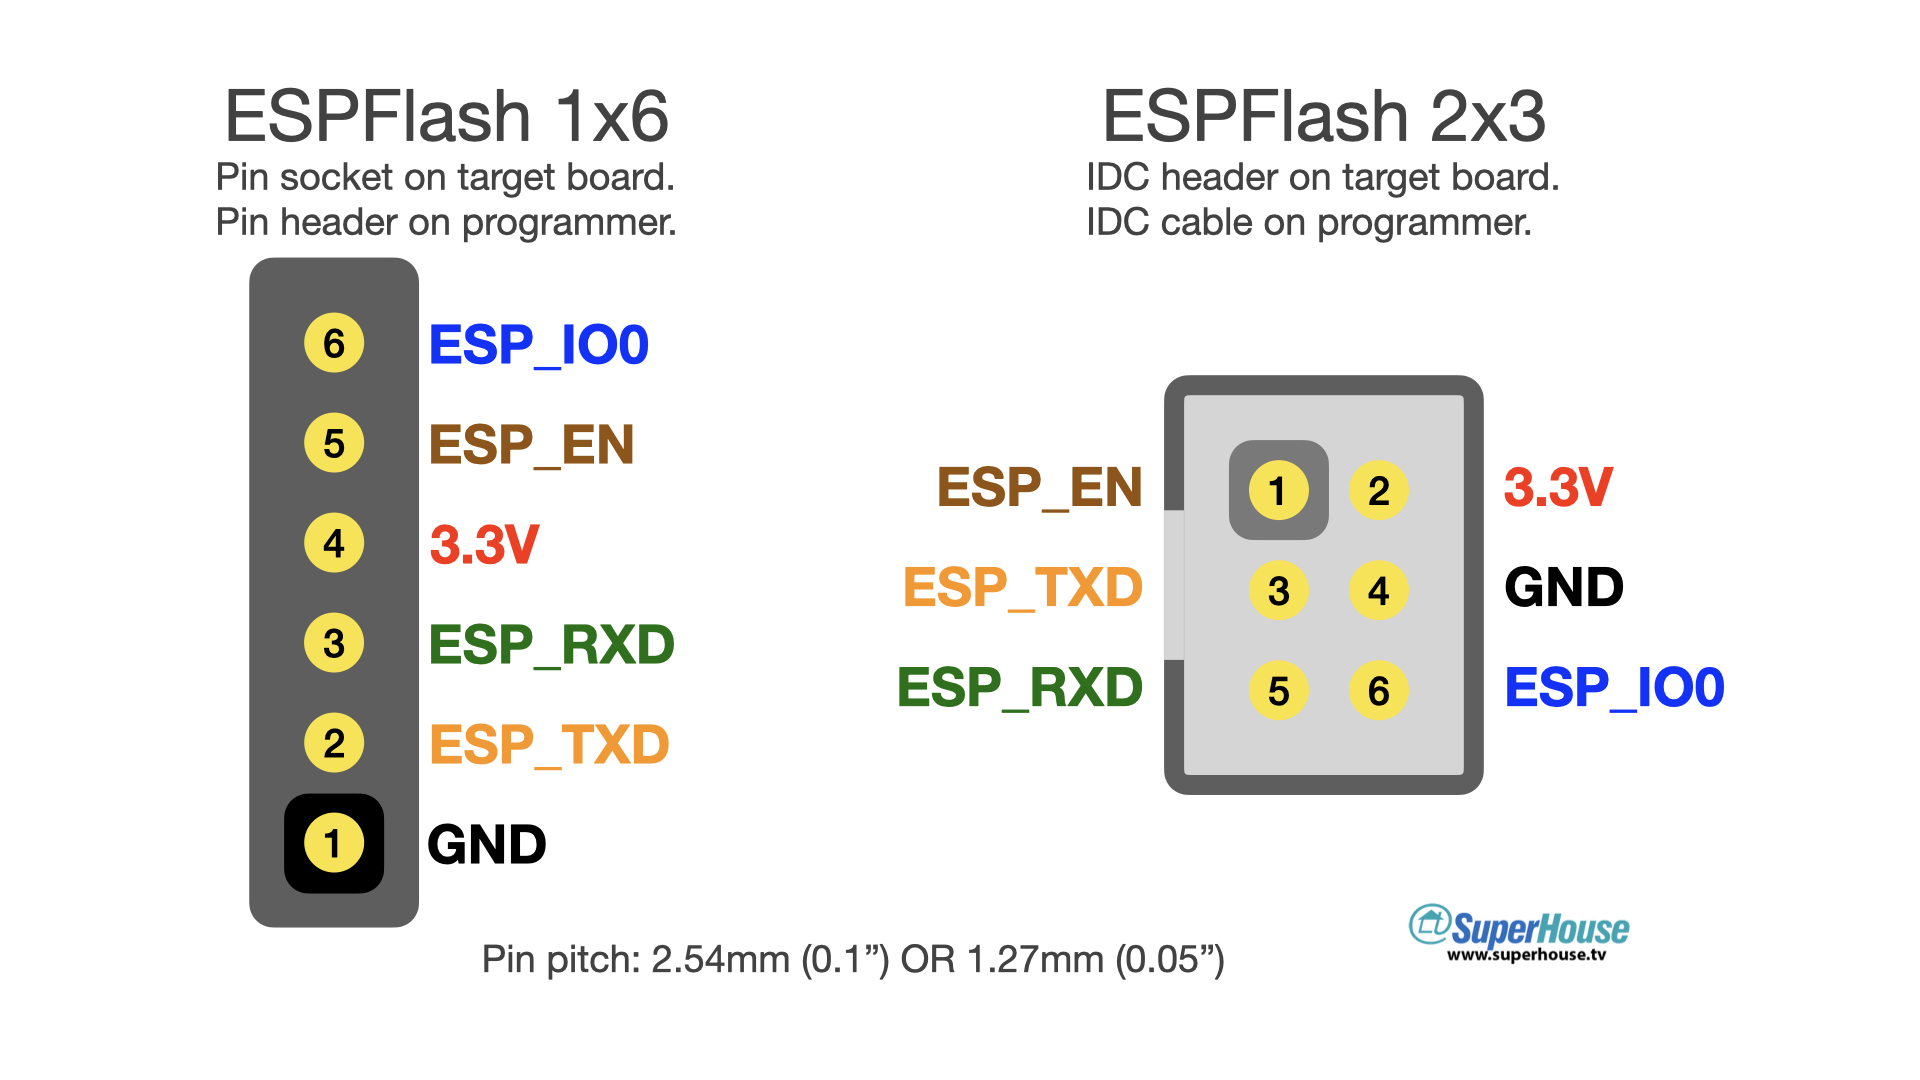 ESPFlash 1x6
Pin socket on target board.
Pin header on programmer.
6 ESP_IO0
5 ESP_EN
4 3.3V
3 ESP_RXD
2 ESP_TXD
1 GND
ESPFlash 2x3
IDC header on target board.
IDC cable on programmer.
ESP_EN 1 2 3.3V
ESP_TXD 3 4 GND
ESP_RXD 5 6 ESP_IO0
Pin pitch: 2.54mm (0.1”) OR 1.27mm (0.05”)
SuperHouse
www.superhouse.tv